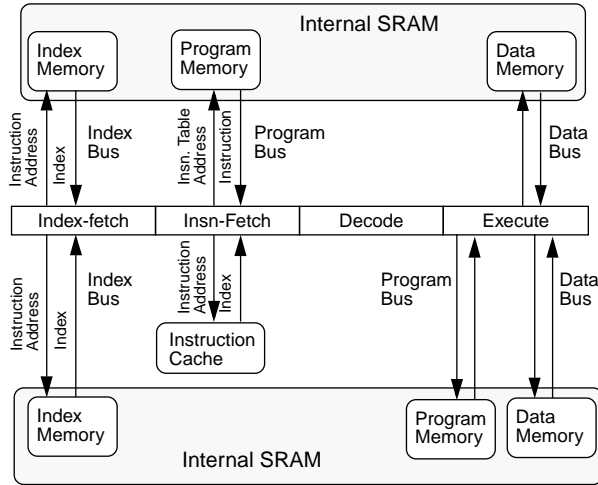 Internal SRAM
Index
Memory
Program
Memory
Data
Memory
Instruction
Address
Index
Index
Bus
Insn. Table
Address
Instruction
Program
Bus
Data
Bus
Index-fetch
Insn-Fetch
Decode
Execute
Instruction
Address
Index
Index
Bus
Instruction
Address
Index
Program
Bus
Data
Bus
Instruction
Cache
Index
Memory
Program
Memory
Data
Memory
Internal SRAM